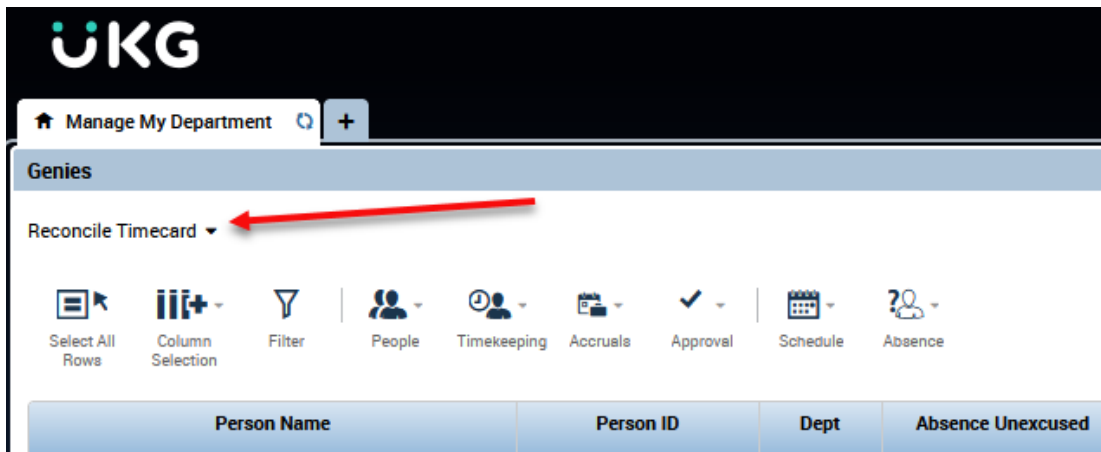 UKG
Manage My Department
+
Genies
Reconcile Timecard
Select All Rows
Column Selection
Filter
People
Timekeeping
Accruals
Approval
Schedule
Absence
Person Name
Person ID
Dept
Absence Unexcused